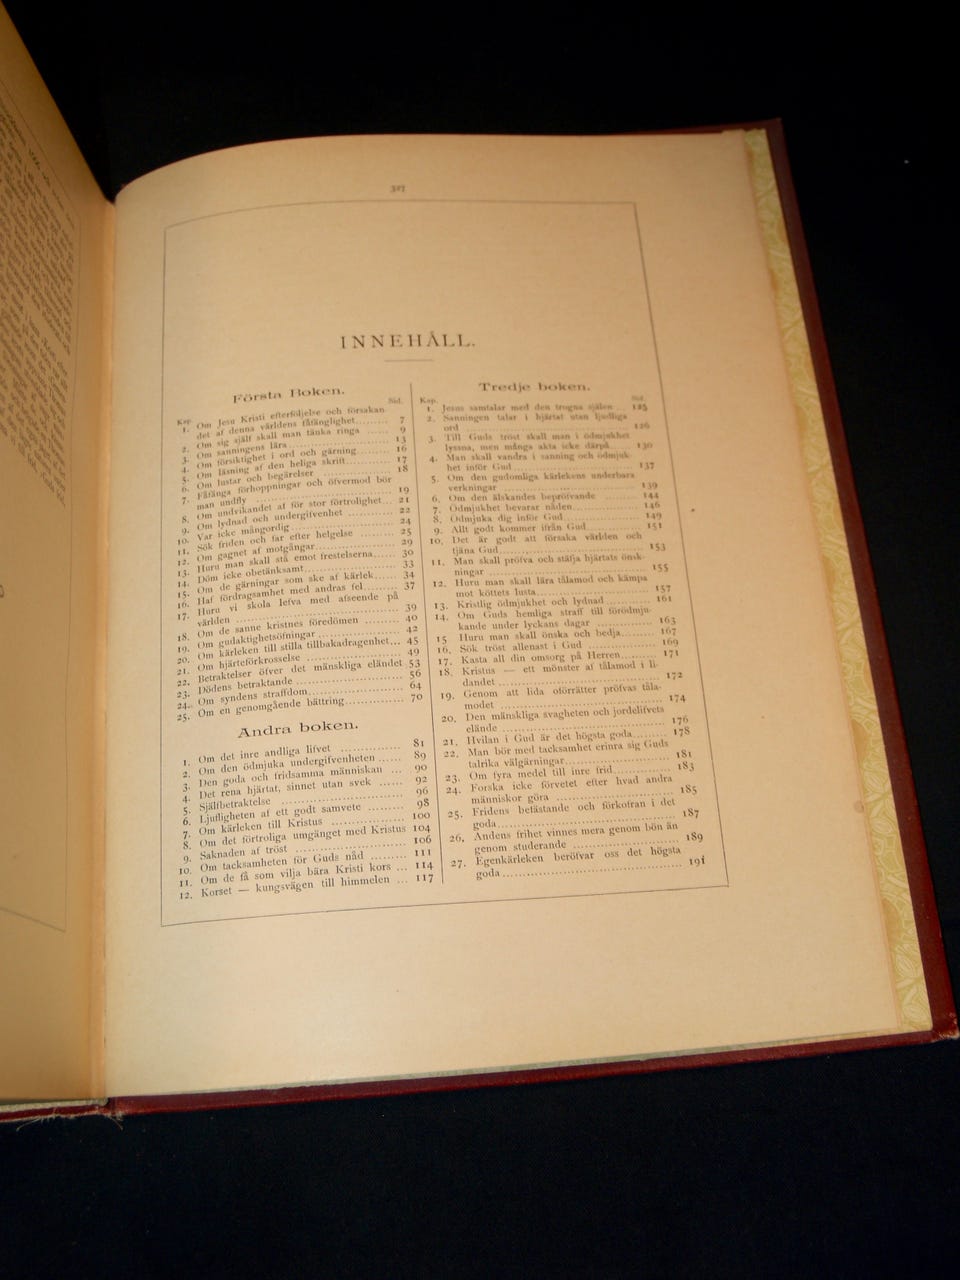 327
INNEHÅLL.
Första Boken.
Kap. Sid.
1. Om Jesu Kristi efterföljelse och försakan
det af denna världens fåfänglighet.......... 7
2. Om sig själf skall man tänka ringa ...... 9
3. Om sanningens lära........................ 13
4. Om försiktighet i ord och gärning......... 16
5. Om läsning af den heliga skrift........... 17
6. Om lustar och begärelser ................. 18
7. Fåfänga förhoppningar och öfvermod bör
man undfly ............................... 19
8. Om undvikandet af för stor förtrolighet... 21
9. Om lydnad och undergifvenhet ............. 22
10. Var icke mångordig....................... 24
11. Sök friden och far efter helgelse ....... 25
12. Om gagnet af motgångar................... 29
13. Huru man skall stå emot frestelserna..... 30
14. Döm icke obetänksamt..................... 33
15. Om de gärningar som ske af kärlek........ 34
16. Haf fördragsamhet med andras fel......... 37
17. Huru vi skola lefva med afseende på
världen .................................. 39
18. Om de sanne kristnes föredömen ......... 40
19. Om gudaktighetsöfningar ................. 42
20. Om kärleken till stilla tillbakadragenhet... 45
21. Om hjärteförkrosselse ................... 49
22. Betraktelser öfver det mänskliga eländet 53
23. Dödens betraktande ...................... 56
24. Om syndens straffdom..................... 64
25. Om en genomgående bättring............... 70
Andra boken.
1. Om det inre andliga lifvet ............... 81
2. Om den ödmjuka undergifvenheten ...... 89
3. Den goda och fridsamma människan ... 90
4. Det rena hjärtat, sinnet utan svek ...... 92
5. Själfbetraktelse ......................... 96
6. Ljufligheten af ett godt samvete ......... 98
7. Om kärleken till Kristus ................. 100
8. Om det förtroliga umgänget med Kristus 104
9. Saknaden af tröst ........................ 106
10. Om tacksamheten för Guds nåd ......... 111
11. Om de få som vilja bära Kristi kors ... 114
12. Korset — kungsvägen till himmelen ... 117
Tredje boken.
Kap. Sid.
1. Jesus samtalar med den trogna själen ... 125
2. Sanningen talar i hjärtat utan ljudliga
ord ...................................... 126
3. Till Guds tröst skall man i ödmjukhet
lyssna, men många akta icke därpå...... 130
4. Man skall vandra i sanning och ödmjuk-
het inför Gud............................. 137
5. Om den gudomliga kärlekens underbara
verkningar ............................... 139
6. Om den älskandes bepröfvande ......... 144
7. Ödmjukhet bevarar nåden................... 146
8. Ödmjuka dig inför Gud..................... 149
9. Allt godt kommer ifrån Gud................ 151
10. Det är godt att försaka världen och
tjäna Gud................................. 153
11. Man skall pröfva och stäfja hjärtats önsk-
ningar ................................... 155
12. Huru man skall lära tålamod och kämpa
mot köttets lusta......................... 157
13. Kristlig ödmjukhet och lydnad............ 161
14. Om Guds hemliga straff till förödmju-
kande under lyckans dagar ................ 163
15 Huru man skall önska och bedja............ 167
16. Sök tröst allenast i Gud ................ 169
17. Kasta all din omsorg på Herren........... 171
18. Kristus — ett mönster af tålamod i li-
dandet ................................... 172
19. Genom att lida oförrätter pröfvas tåla-
modet .................................... 174
20. Den mänskliga svagheten och jordelifvets
elände ................................... 176
21. Hvilan i Gud är det högsta goda.......... 178
22. Man bör med tacksamhet erinra sig Guds
talrika välgärningar...................... 181
23. Om fyra medel till inre frid............. 183
24. Forska icke förvetet efter hvad andra
människor göra ........................... 185
25. Fridens befästande och förkofran i det
goda...................................... 187
26. Andens frihet vinnes mera genom bön än
genom studerande ......................... 189
27. Egenkärleken beröfvar oss det högsta
goda...................................... 191